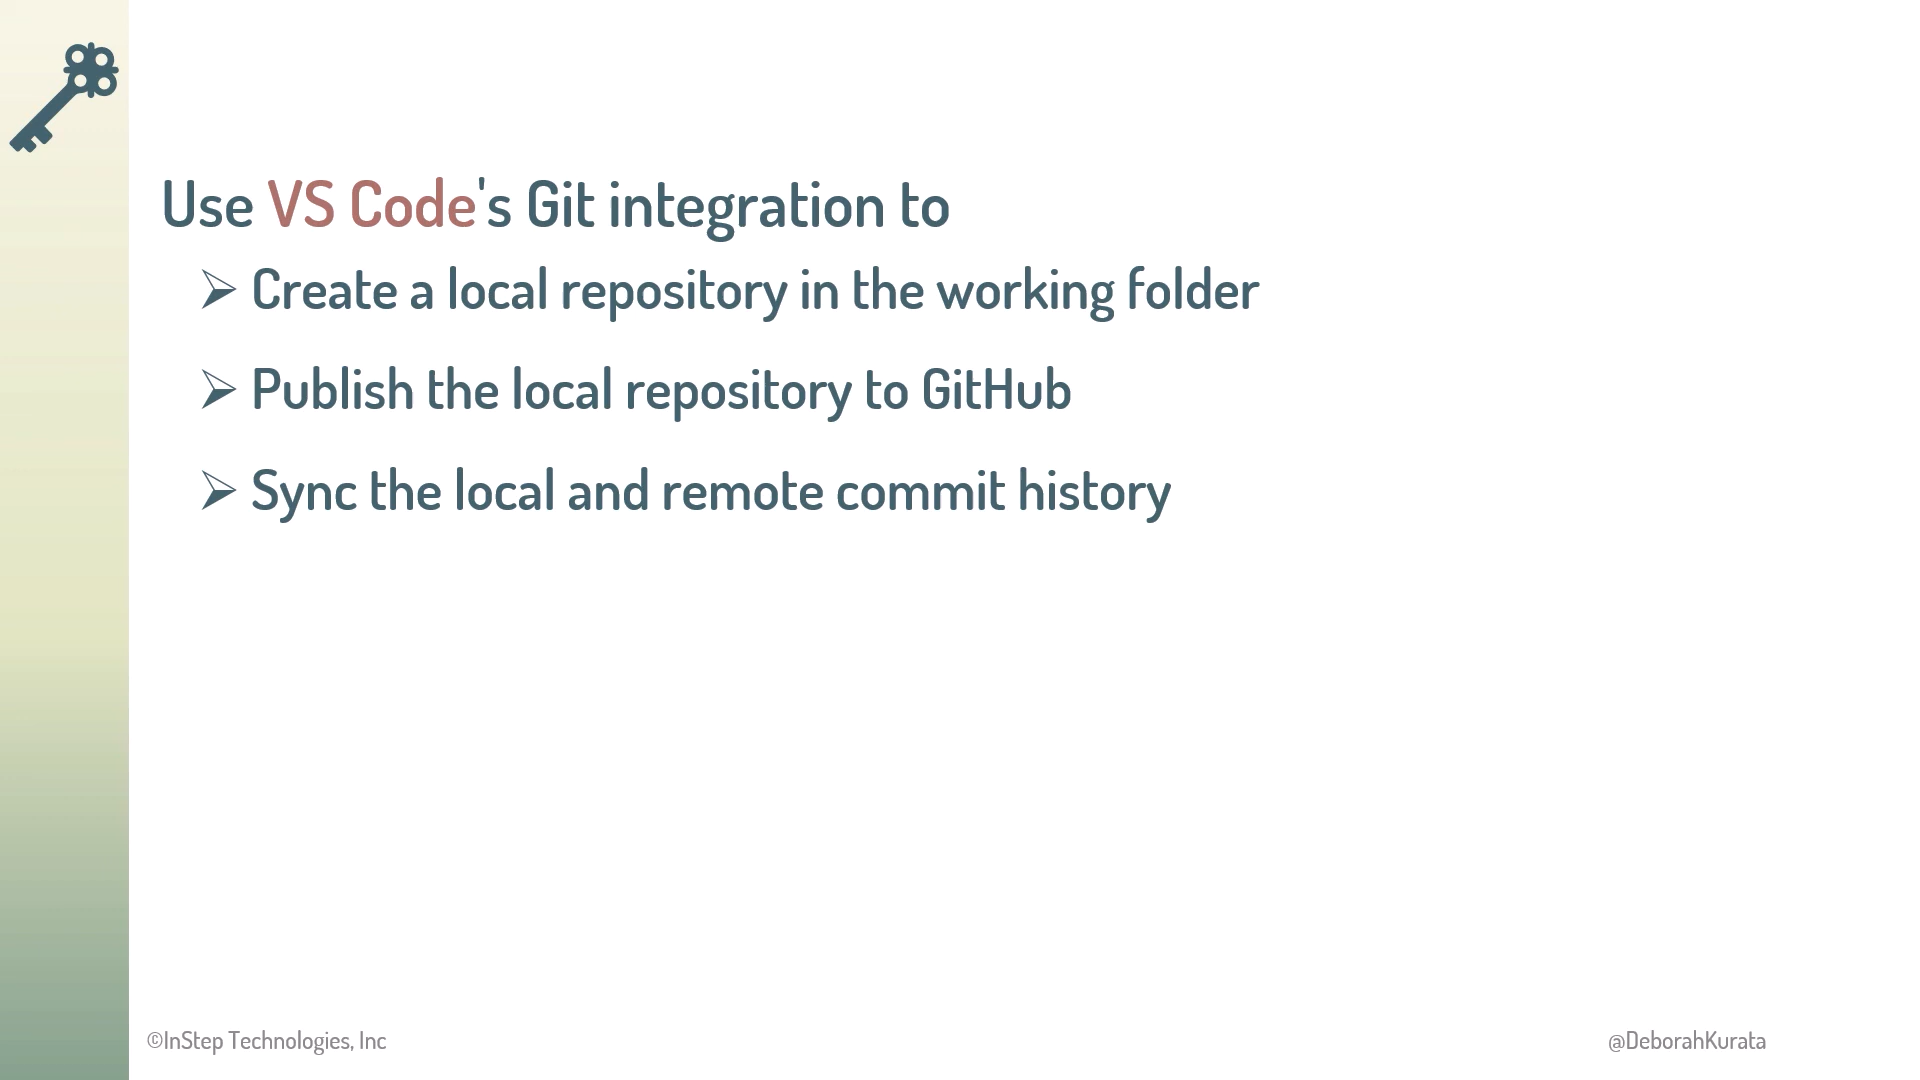 Use VS Code's Git integration to
➢ Create a local repository in the working folder
➢ Publish the local repository to GitHub
➢ Sync the local and remote commit history
©InStep Technologies, Inc
@DeborahKurata